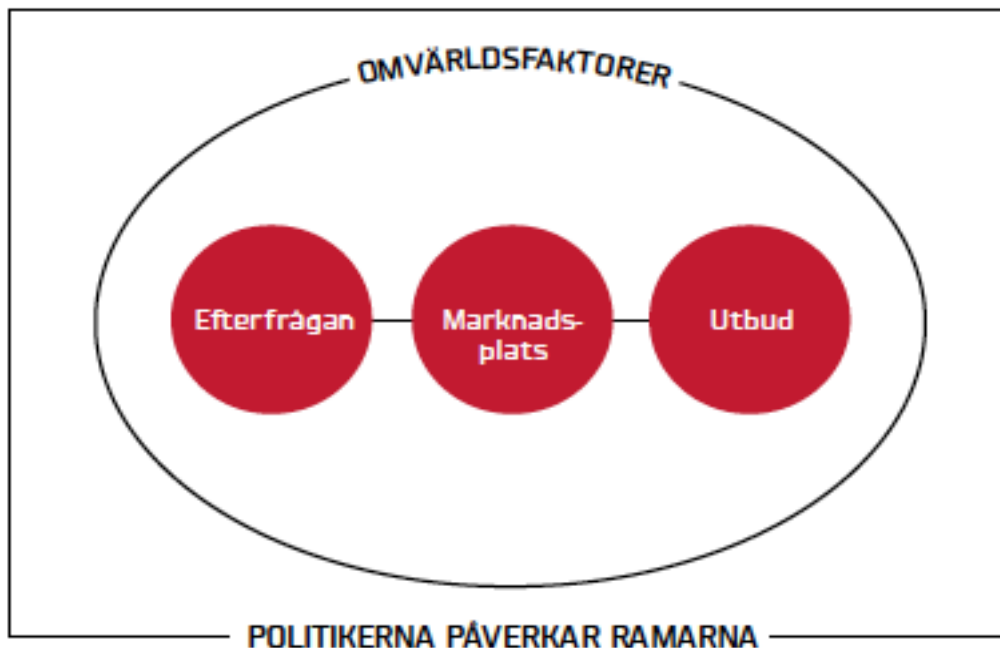 OMVÄRLDSFAKTORER
Efterfrågan
Marknads-
plats
Utbud
POLITIKERNA PÅVERKAR RAMARNA